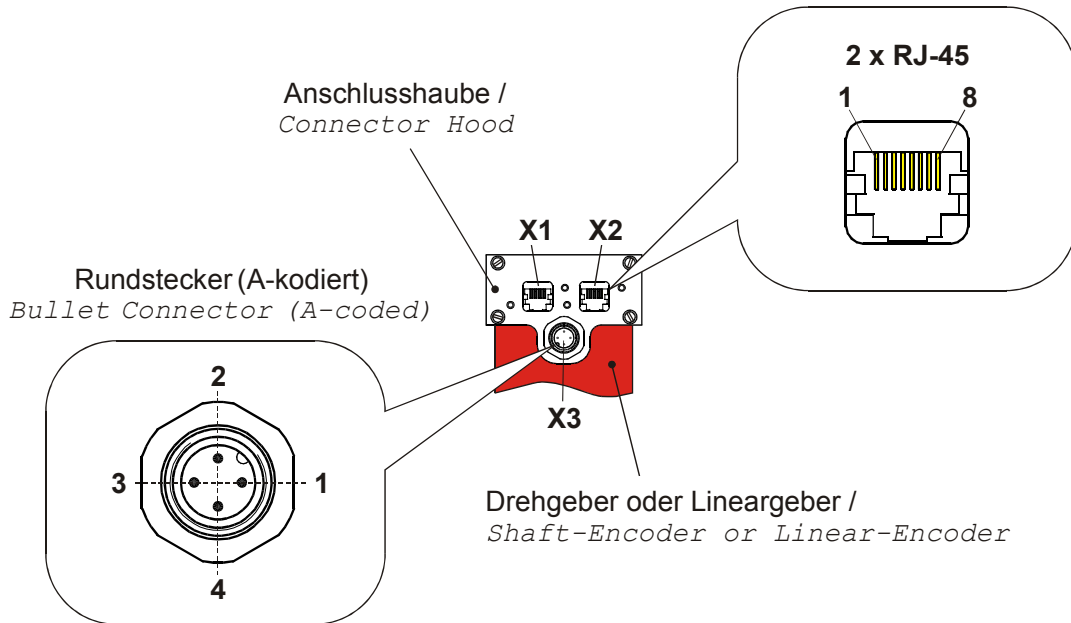 2 x RJ-45
1 8
Anschlusshaube /
Connector Hood
X1 X2
Rundstecker (A-kodiert)
Bullet Connector (A-coded)
2
3 1
4
X3
Drehgeber oder Lineargeber /
Shaft-Encoder or Linear-Encoder